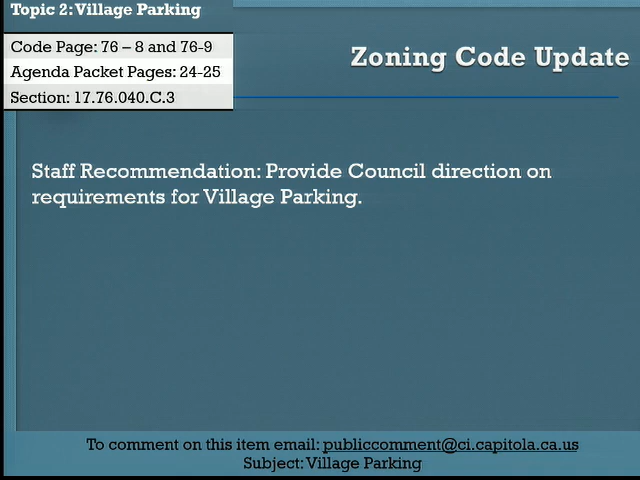 Topic 2: Village Parking
Code Page: 76 – 8 and 76-9
Agenda Packet Pages: 24-25
Section: 17.76.040.C.3
Zoning Code Update
Staff Recommendation: Provide Council direction on
requirements for Village Parking.
To comment on this item email: publiccomment@ci.capitola.ca.us
Subject: Village Parking